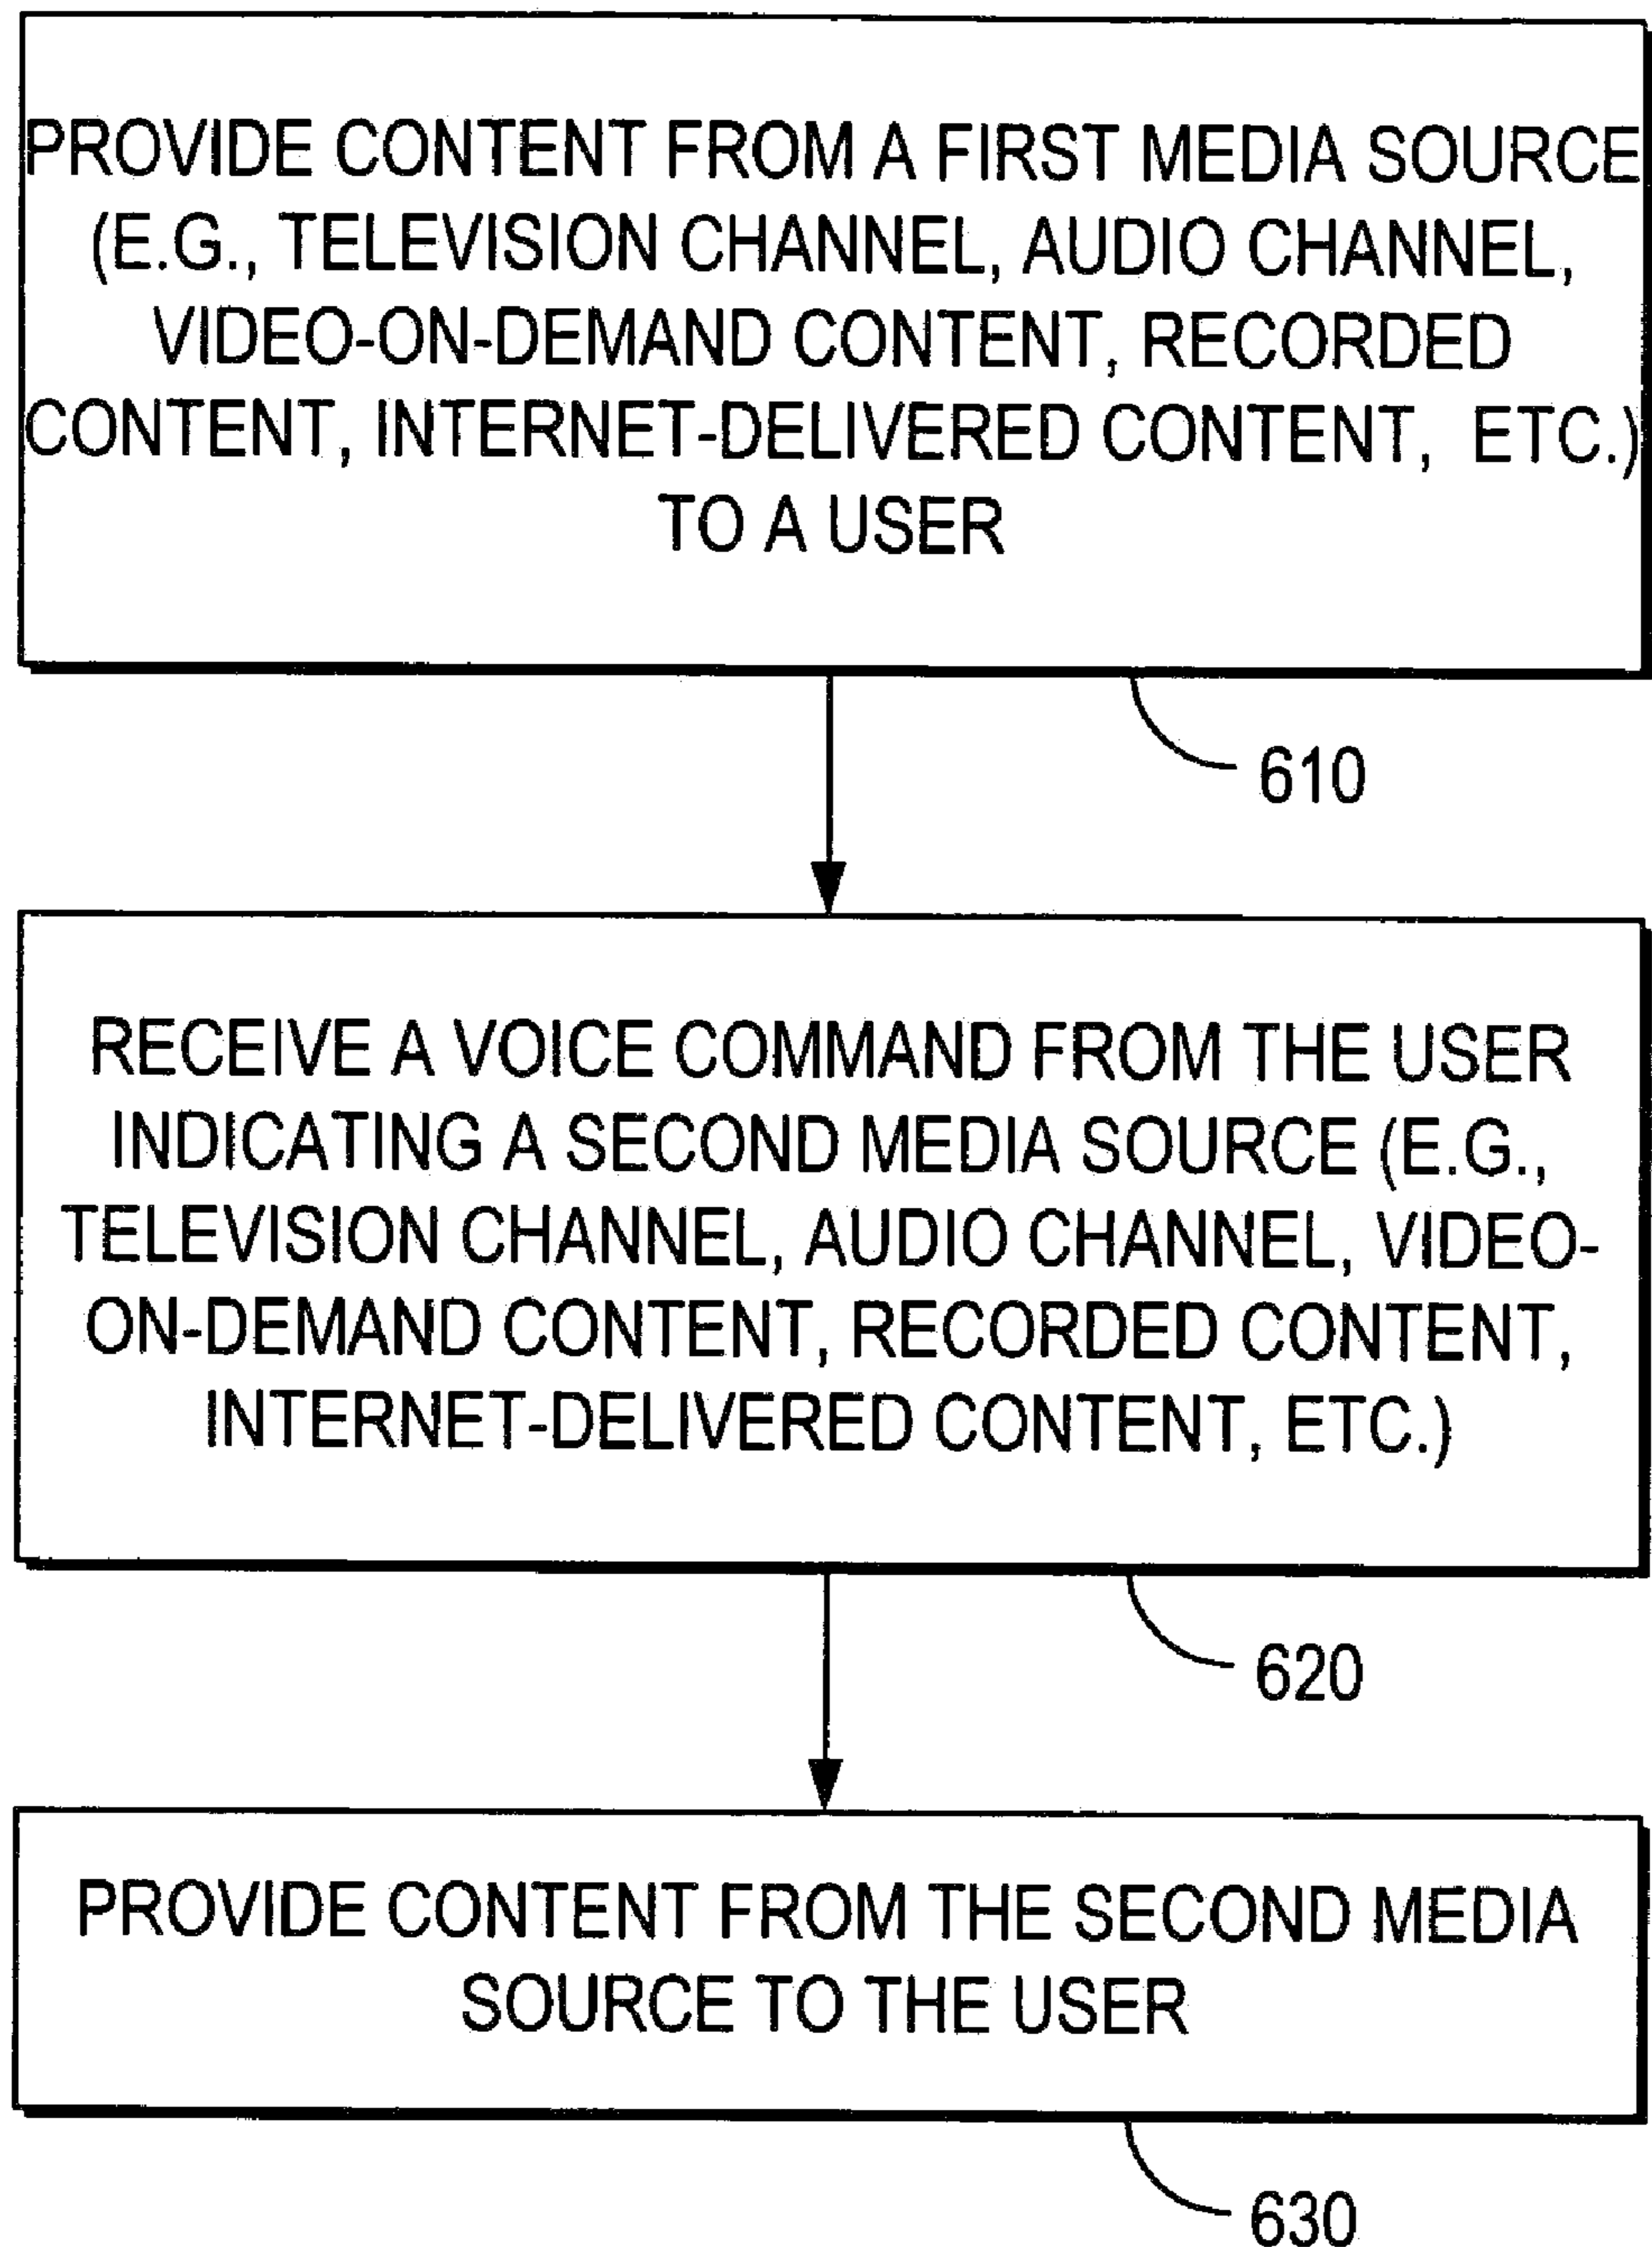 PROVIDE CONTENT FROM A FIRST MEDIA SOURCE
(E.G., TELEVISION CHANNEL, AUDIO CHANNEL,
VIDEO-ON-DEMAND CONTENT, RECORDED
CONTENT, INTERNET-DELIVERED CONTENT, ETC.)
TO A USER
610
RECEIVE A VOICE COMMAND FROM THE USER
INDICATING A SECOND MEDIA SOURCE (E.G.,
TELEVISION CHANNEL, AUDIO CHANNEL, VIDEO-
ON-DEMAND CONTENT, RECORDED CONTENT,
INTERNET-DELIVERED CONTENT, ETC.)
620
PROVIDE CONTENT FROM THE SECOND MEDIA
SOURCE TO THE USER
630